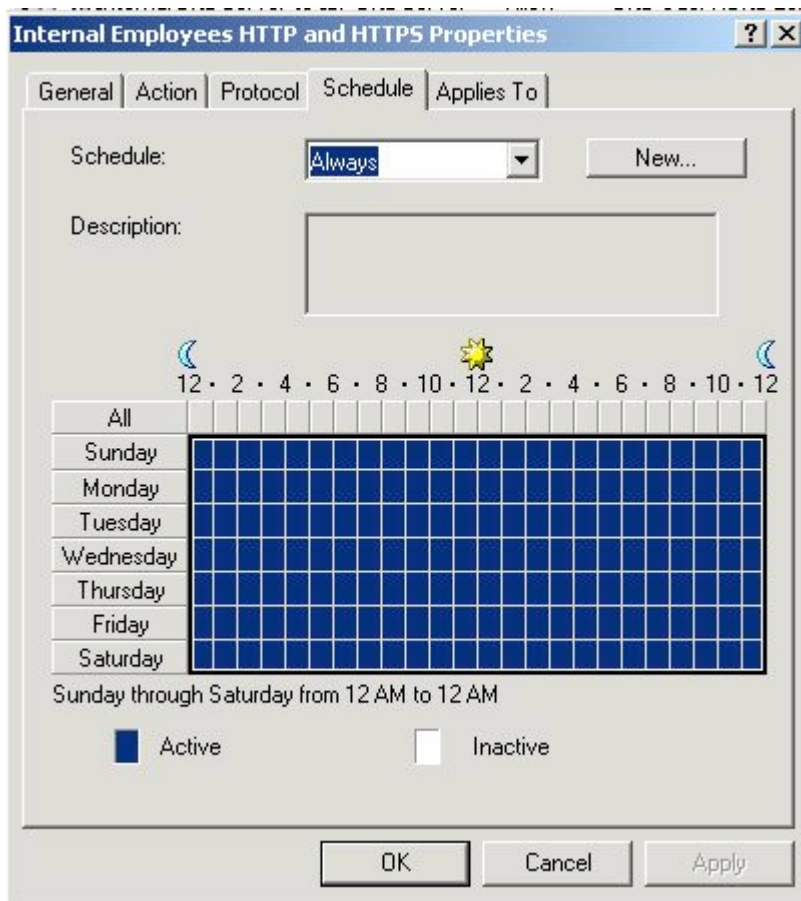 Internal Employees HTTP and HTTPS Properties
General Action Protocol Schedule Applies To
Schedule: Always New...
Description:
12 · 2 · 4 · 6 · 8 · 10 · 12 · 2 · 4 · 6 · 8 · 10 · 12
All
Sunday
Monday
Tuesday
Wednesday
Thursday
Friday
Saturday
Sunday through Saturday from 12 AM to 12 AM
Active Inactive
OK Cancel Apply